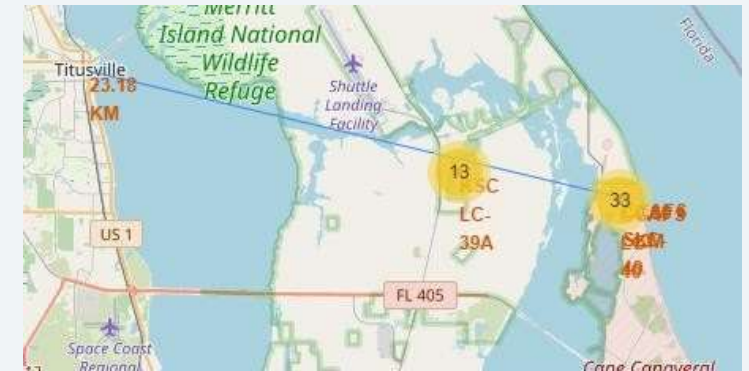 Merritt
Island National
Wildlife
Refuge
Florida
Titusville
23.18
KM
Shuttle
Landing
Facility
13
KSC
LC-
39A
33
40
US 1
FL 405
Space Coast
Regional
Cape Canaveral